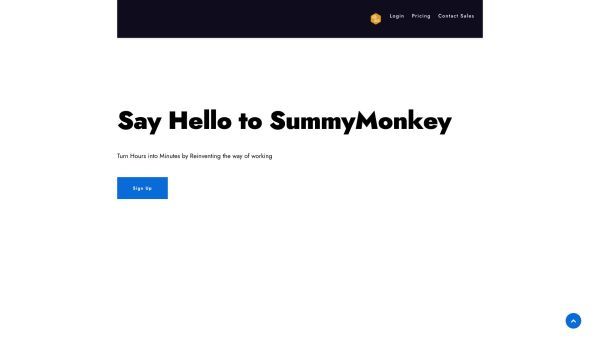 Login Pricing Contact Sales
Say Hello to SummyMonkey
Turn Hours into Minutes by Reinventing the way of working
Sign Up